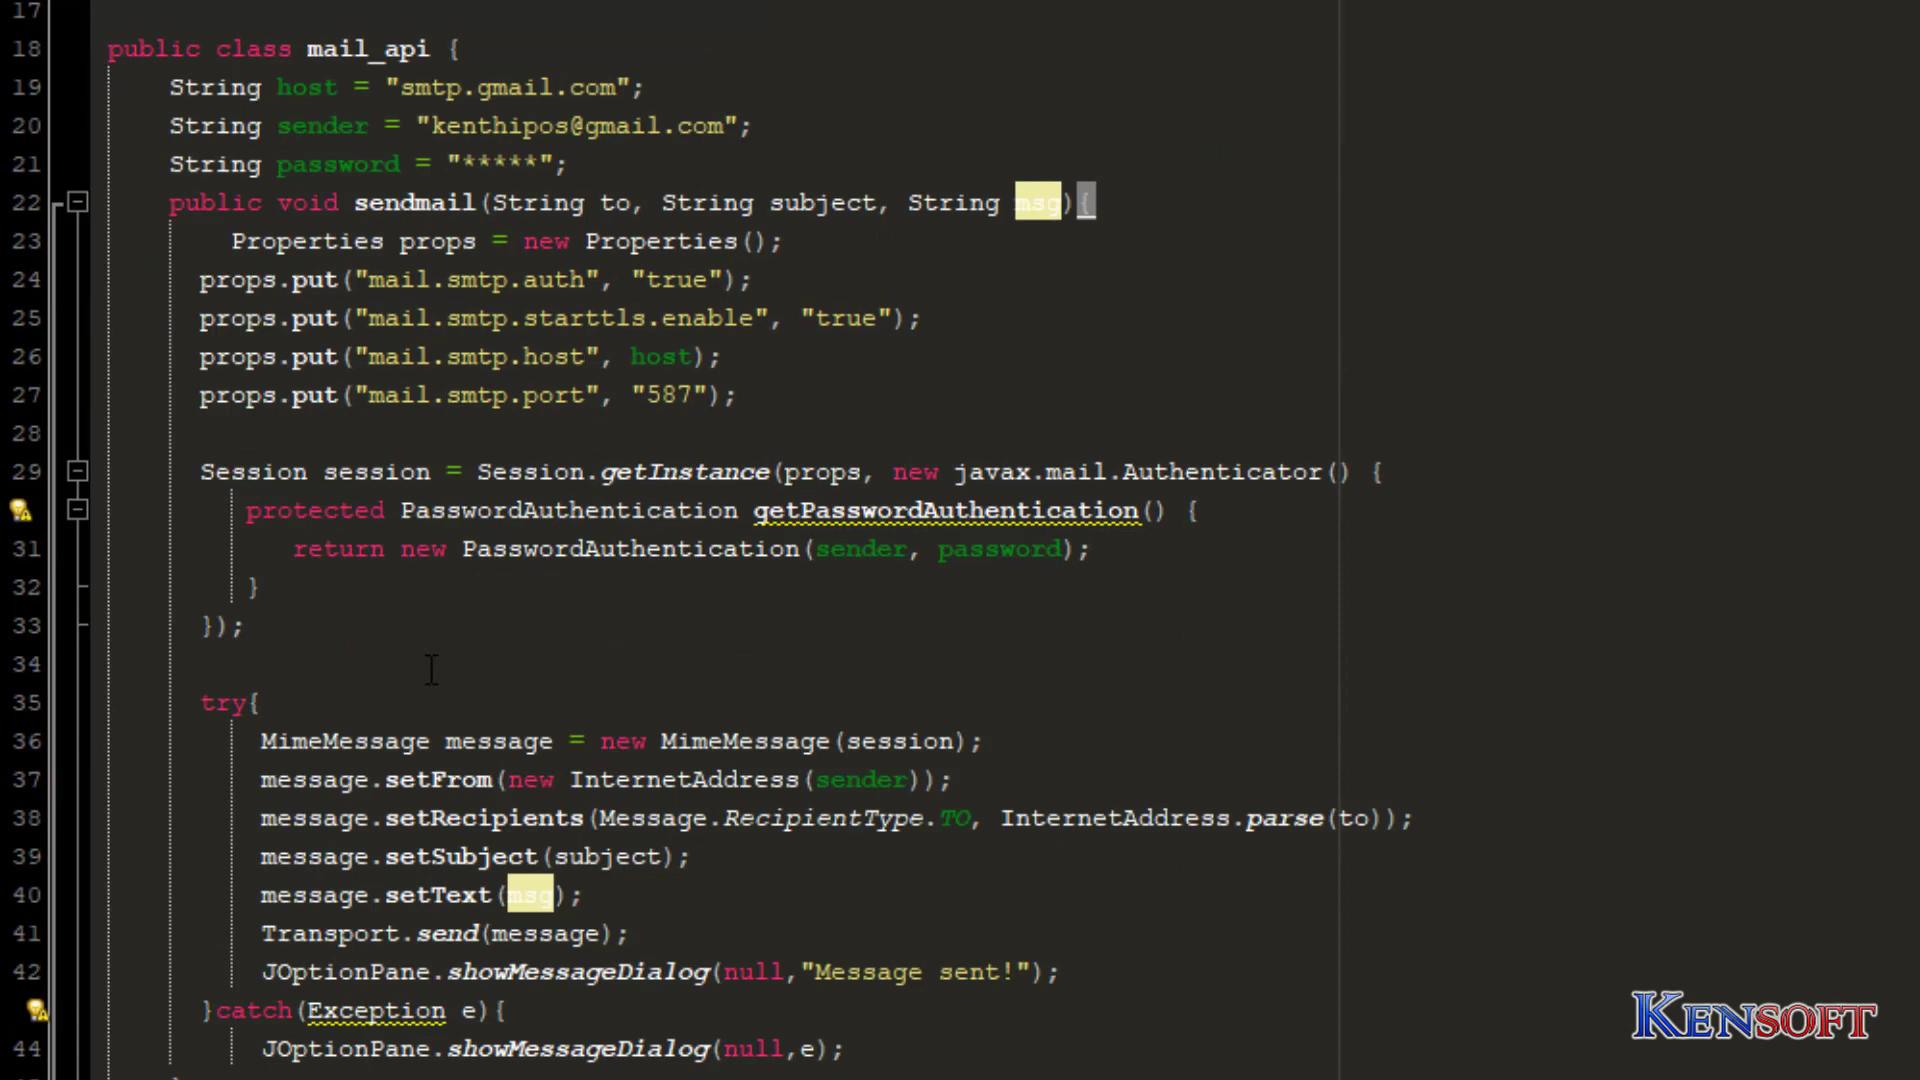 17
18 public class mail_api {
19 String host = "smtp.gmail.com";
20 String sender = "kenthipos@gmail.com";
21 String password = "*****";
22 public void sendmail(String to, String subject, String msg){
23 Properties props = new Properties();
24 props.put("mail.smtp.auth", "true");
25 props.put("mail.smtp.starttls.enable", "true");
26 props.put("mail.smtp.host", host);
27 props.put("mail.smtp.port", "587");
28
29 Session session = Session.getInstance(props, new javax.mail.Authenticator() {
protected PasswordAuthentication getPasswordAuthentication() {
31 return new PasswordAuthentication(sender, password);
32 }
33 });
34
35 try{
36 MimeMessage message = new MimeMessage(session);
37 message.setFrom(new InternetAddress(sender));
38 message.setRecipients(Message.RecipientType.TO, InternetAddress.parse(to));
39 message.setSubject(subject);
40 message.setText(msg);
41 Transport.send(message);
42 JOptionPane.showMessageDialog(null,"Message sent!");
}catch(Exception e){
44 JOptionPane.showMessageDialog(null,e);
KENSOFT